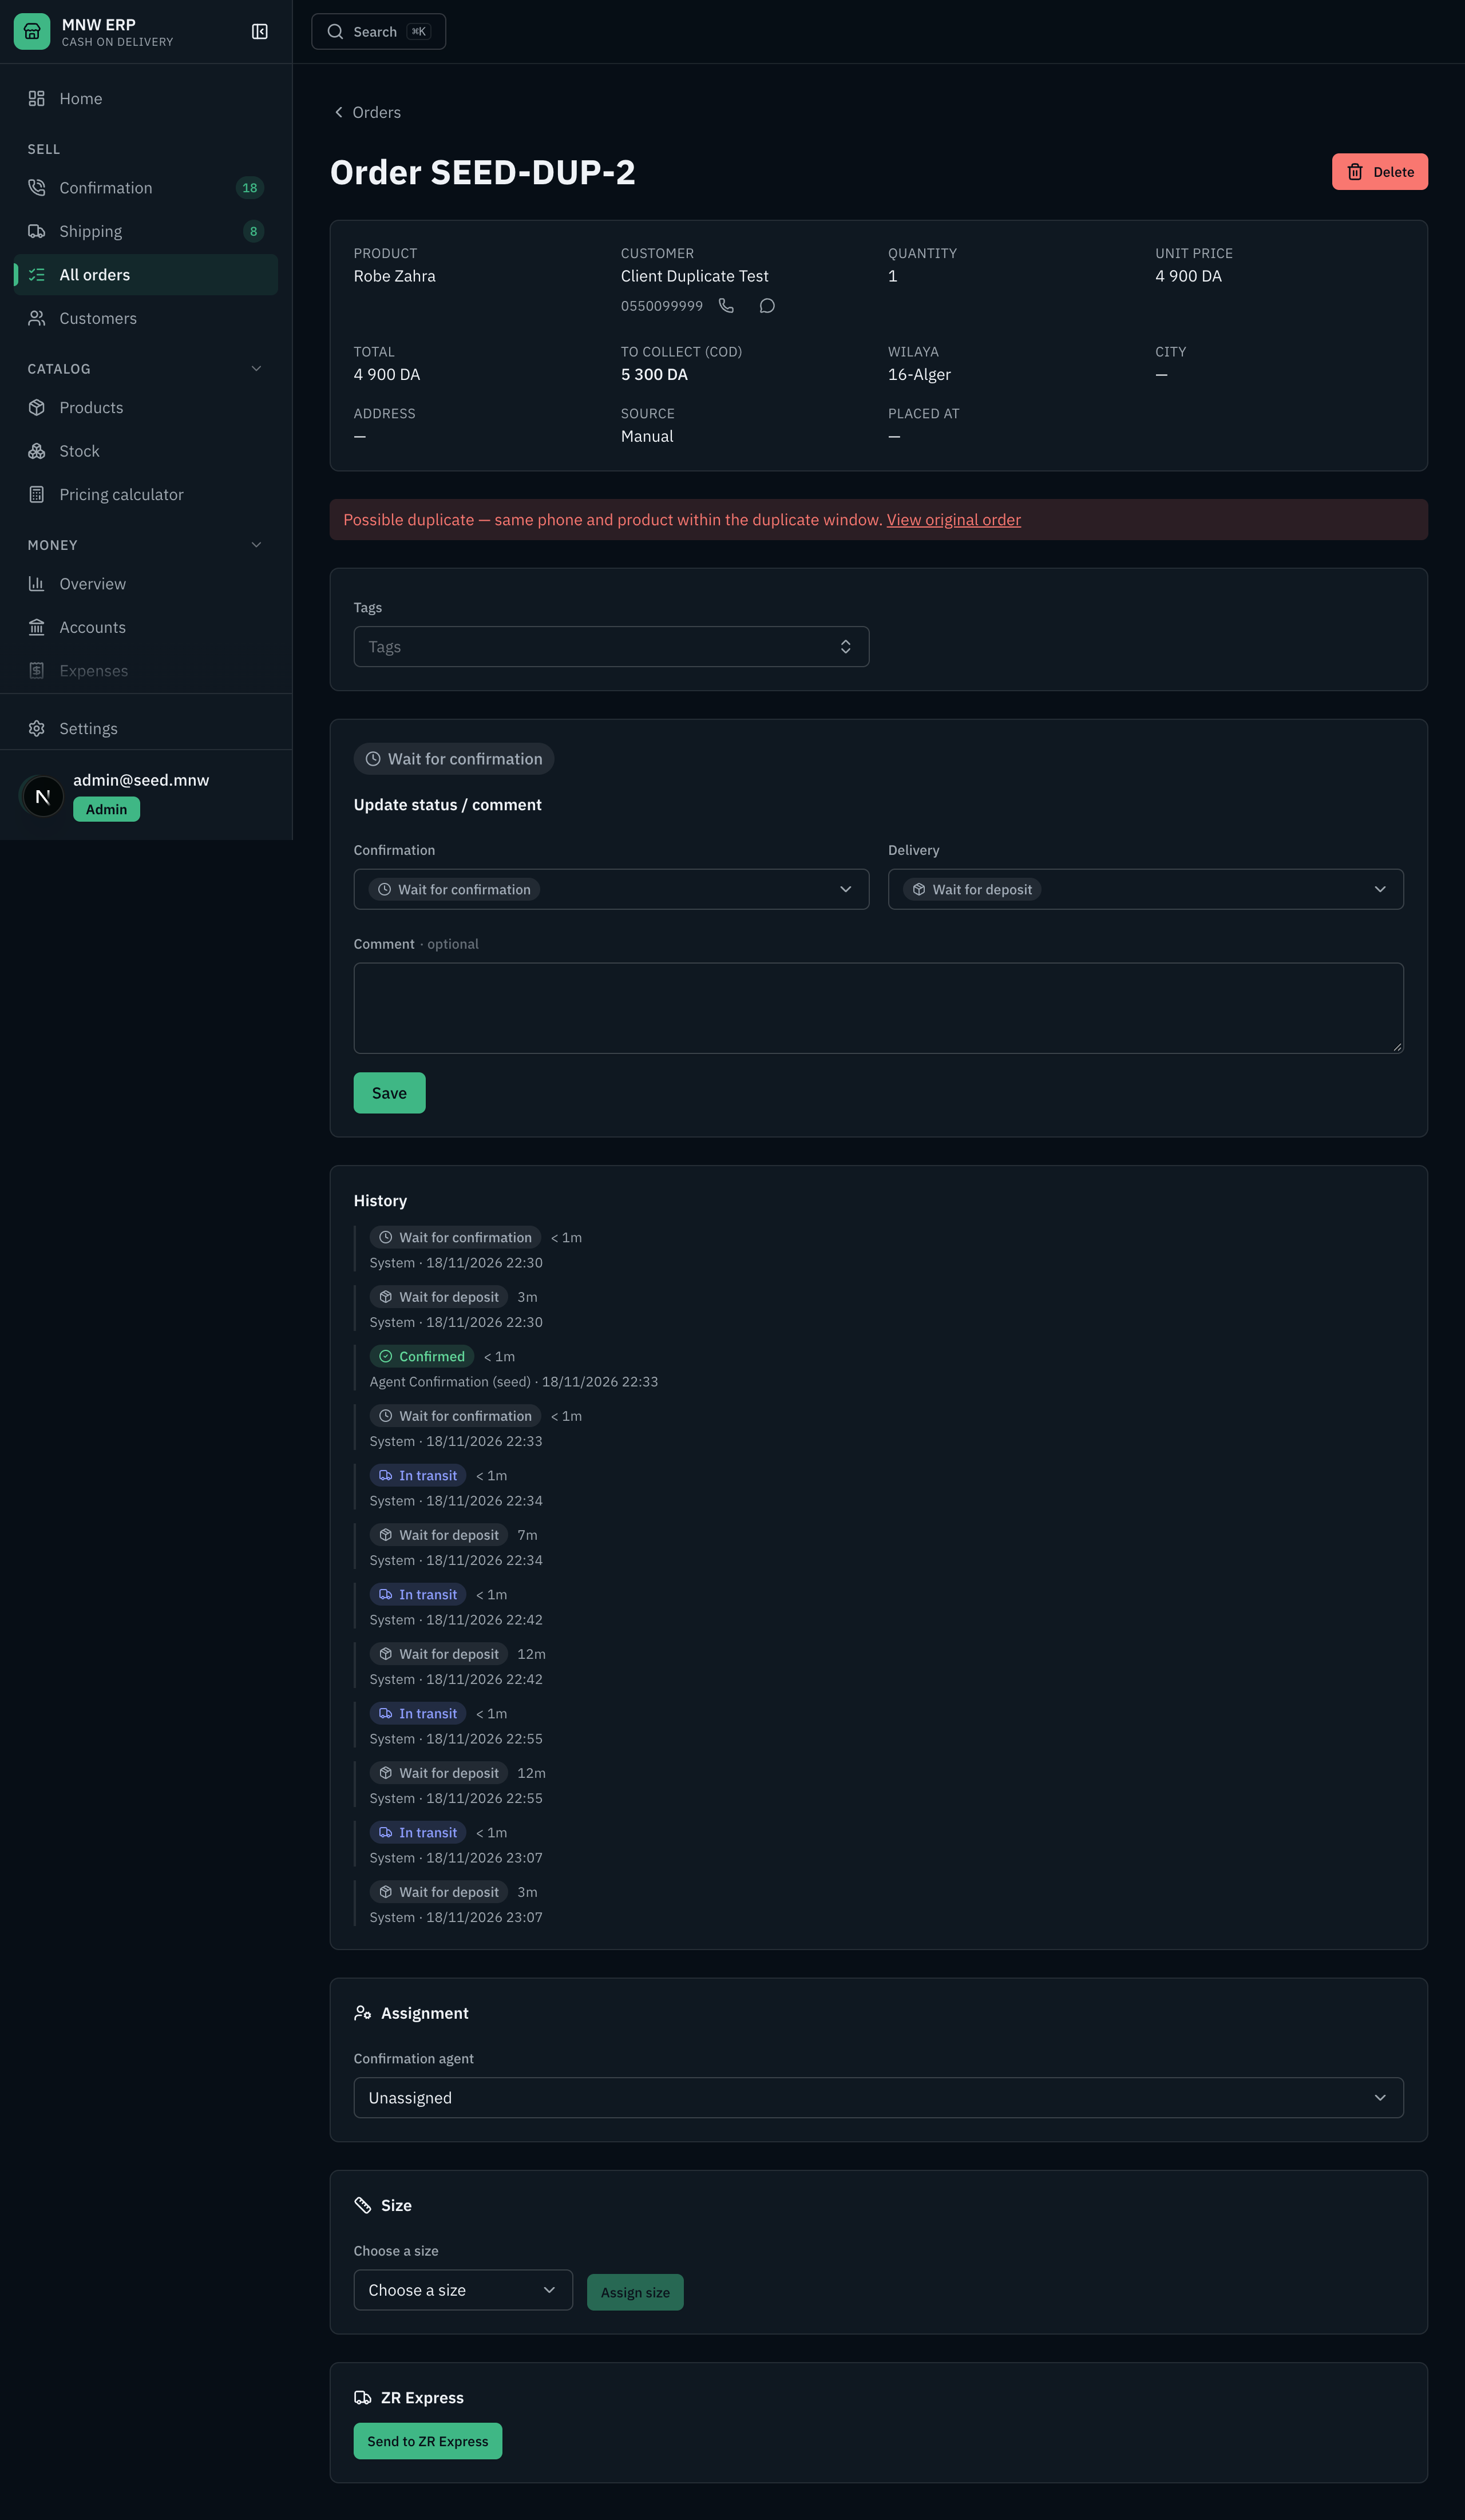 MNW ERP
CASH ON DELIVERY
Search ⌘K
Home
SELL
Confirmation 18
Shipping 8
All orders
Customers
CATALOG
Products
Stock
Pricing calculator
MONEY
Overview
Accounts
Expenses
Settings
N
admin@seed.mnw
Admin
Orders
Order SEED-DUP-2
Delete
PRODUCT CUSTOMER QUANTITY UNIT PRICE
Robe Zahra Client Duplicate Test 1 4 900 DA
0550099999
TOTAL TO COLLECT (COD) WILAYA CITY
4 900 DA 5 300 DA 16-Alger —
ADDRESS SOURCE PLACED AT
— Manual —
Possible duplicate — same phone and product within the duplicate window. View original order
Tags
Tags
Wait for confirmation
Update status / comment
Confirmation Delivery
Wait for confirmation Wait for deposit
Comment · optional
Save
History
Wait for confirmation < 1m
System · 18/11/2026 22:30
Wait for deposit 3m
System · 18/11/2026 22:30
Confirmed < 1m
Agent Confirmation (seed) · 18/11/2026 22:33
Wait for confirmation < 1m
System · 18/11/2026 22:33
In transit < 1m
System · 18/11/2026 22:34
Wait for deposit 7m
System · 18/11/2026 22:34
In transit < 1m
System · 18/11/2026 22:42
Wait for deposit 12m
System · 18/11/2026 22:42
In transit < 1m
System · 18/11/2026 22:55
Wait for deposit 12m
System · 18/11/2026 22:55
In transit < 1m
System · 18/11/2026 23:07
Wait for deposit 3m
System · 18/11/2026 23:07
Assignment
Confirmation agent
Unassigned
Size
Choose a size
Choose a size Assign size
ZR Express
Send to ZR Express